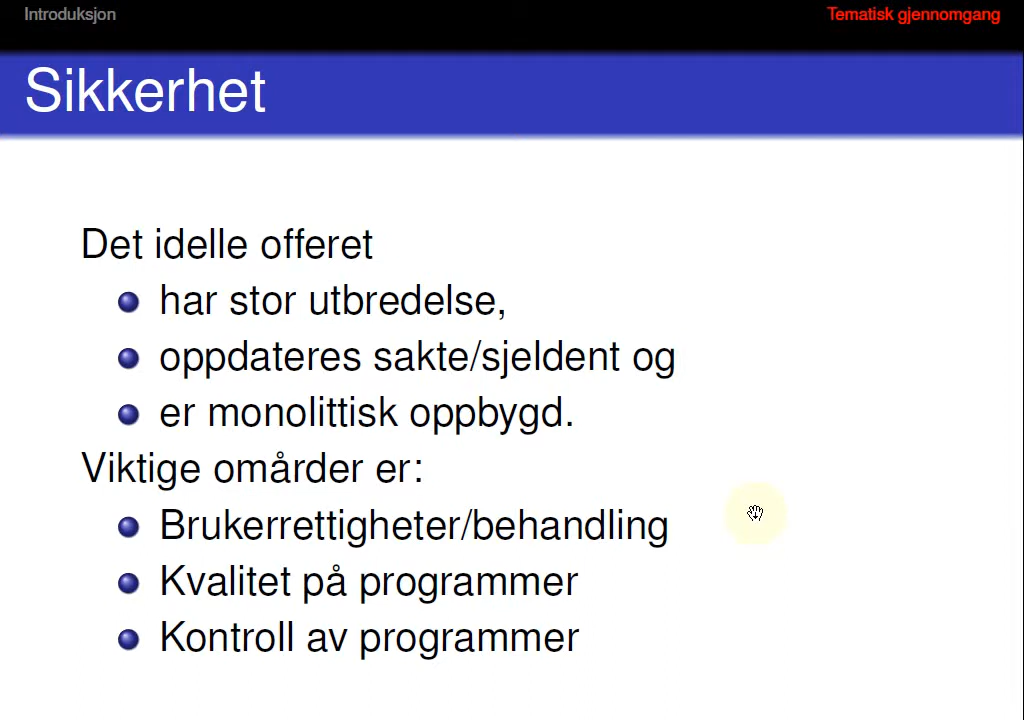 Introduksjon
Tematisk gjennomgang
Sikkerhet
Det idelle offeret
har stor utbredelse,
oppdateres sakte/sjeldent og
er monolittisk oppbygd.
Viktige omårder er:
Brukerrettigheter/behandling
Kvalitet på programmer
Kontroll av programmer